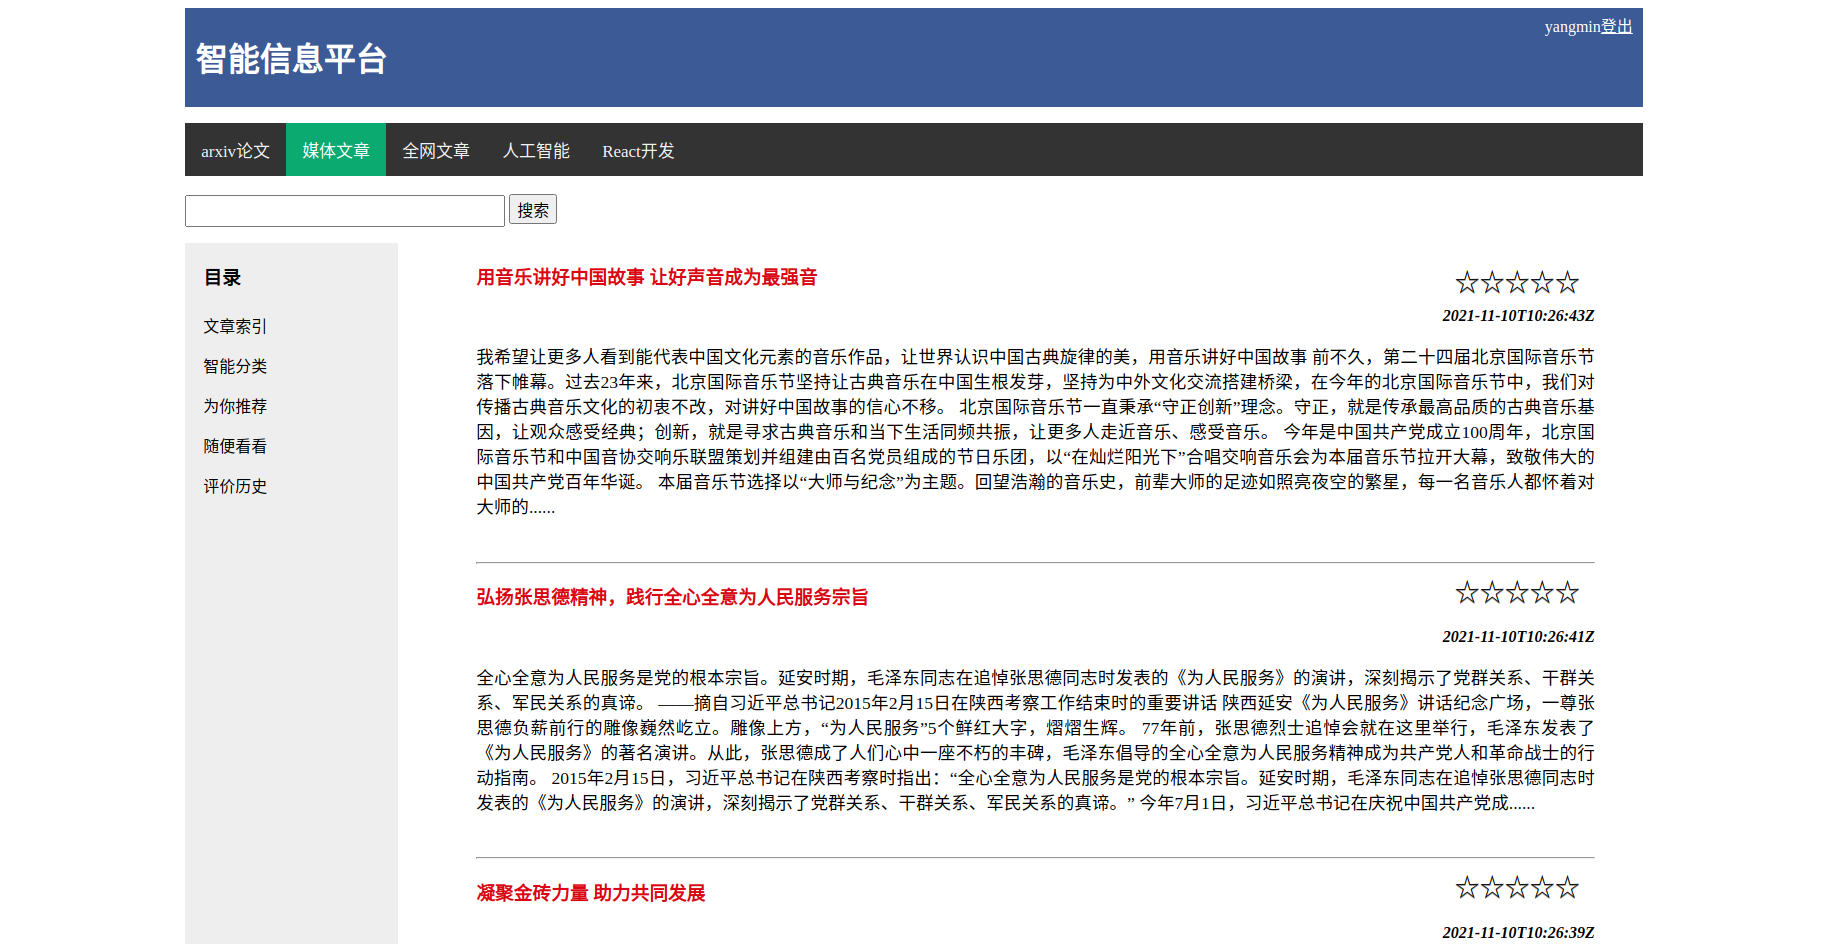 yangmin登出
智能信息平台
arxiv论文 媒体文章 全网文章 人工智能 React开发
搜索
目录
文章索引
智能分类
为你推荐
随便看看
评价历史
用音乐讲好中国故事 让好声音成为最强音
☆☆☆☆☆
2021-11-10T10:26:43Z
我希望让更多人看到能代表中国文化元素的音乐作品，让世界认识中国古典旋律的美，用音乐讲好中国故事 前不久，第二十四届北京国际音乐节
落下帷幕。过去23年来，北京国际音乐节坚持让古典音乐在中国生根发芽，坚持为中外文化交流搭建桥梁，在今年的北京国际音乐节中，我们对
传播古典音乐文化的初衷不改，对讲好中国故事的信心不移。 北京国际音乐节一直秉承“守正创新”理念。守正，就是传承最高品质的古典音乐基
因，让观众感受经典；创新，就是寻求古典音乐和当下生活同频共振，让更多人走近音乐、感受音乐。 今年是中国共产党成立100周年，北京国
际音乐节和中国音协交响乐联盟策划并组建由百名党员组成的节日乐团，以“在灿烂阳光下”合唱交响音乐会为本届音乐节拉开大幕，致敬伟大的
中国共产党百年华诞。 本届音乐节选择以“大师与纪念”为主题。回望浩瀚的音乐史，前辈大师的足迹如照亮夜空的繁星，每一名音乐人都怀着对
大师的......
弘扬张思德精神，践行全心全意为人民服务宗旨
☆☆☆☆☆
2021-11-10T10:26:41Z
全心全意为人民服务是党的根本宗旨。延安时期，毛泽东同志在追悼张思德同志时发表的《为人民服务》的演讲，深刻揭示了党群关系、干群关
系、军民关系的真谛。 ——摘自习近平总书记2015年2月15日在陕西考察工作结束时的重要讲话 陕西延安《为人民服务》讲话纪念广场，一尊张
思德负薪前行的雕像巍然屹立。雕像上方，“为人民服务”5个鲜红大字，熠熠生辉。 77年前，张思德烈士追悼会就在这里举行，毛泽东发表了
《为人民服务》的著名演讲。从此，张思德成了人们心中一座不朽的丰碑，毛泽东倡导的全心全意为人民服务精神成为共产党人和革命战士的行
动指南。 2015年2月15日，习近平总书记在陕西考察时指出：“全心全意为人民服务是党的根本宗旨。延安时期，毛泽东同志在追悼张思德同志时
发表的《为人民服务》的演讲，深刻揭示了党群关系、干群关系、军民关系的真谛。” 今年7月1日，习近平总书记在庆祝中国共产党成......
凝聚金砖力量 助力共同发展
☆☆☆☆☆
2021-11-10T10:26:39Z